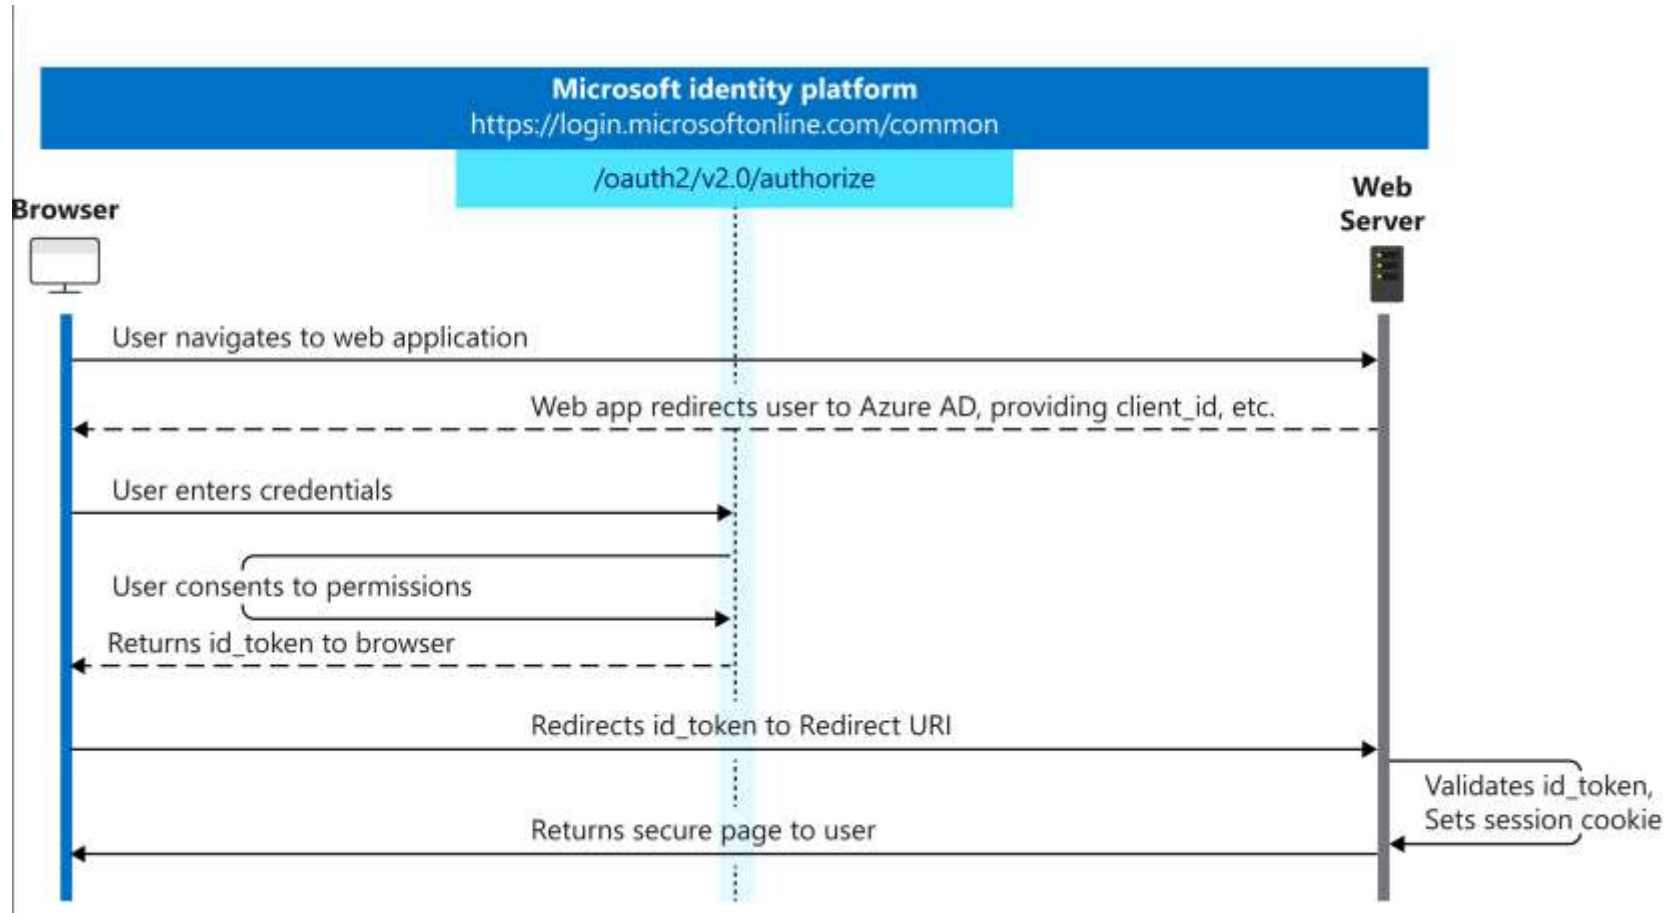 Microsoft identity platform
https://login.microsoftonline.com/common
/oauth2/v2.0/authorize
Browser
Web
Server
User navigates to web application
Web app redirects user to Azure AD, providing client_id, etc.
User enters credentials
User consents to permissions
Returns id_token to browser
Redirects id_token to Redirect URI
Validates id_token,
Sets session cookie
Returns secure page to user